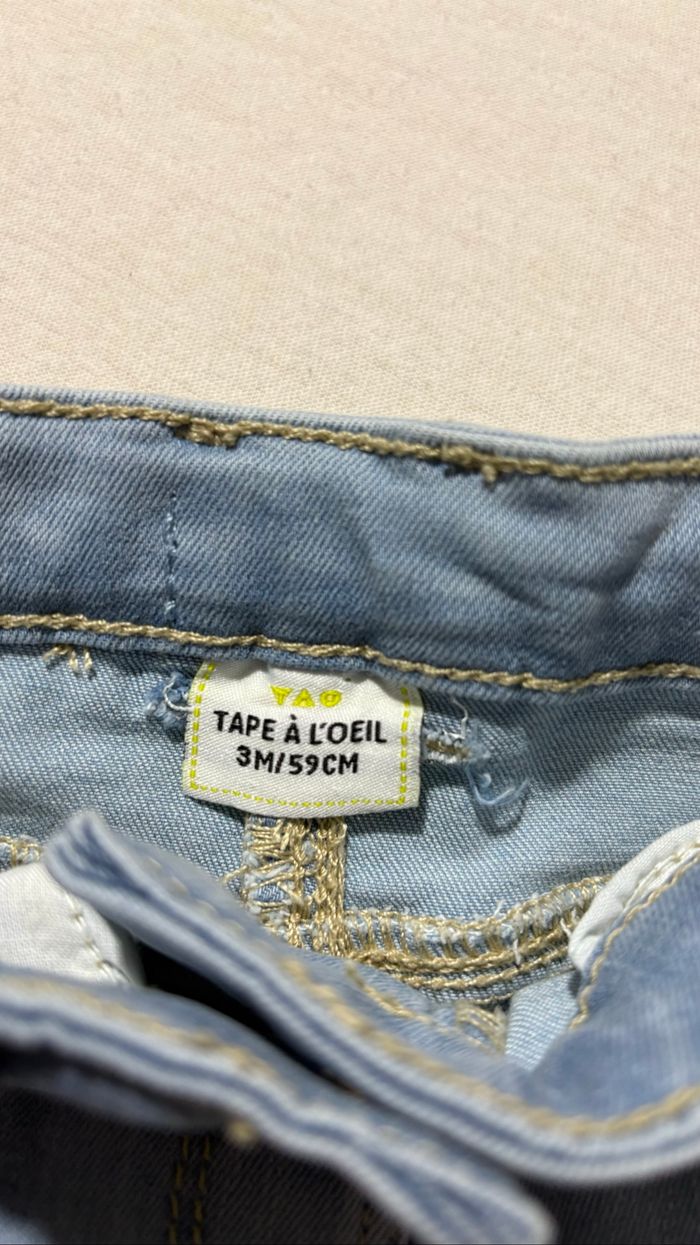 TAO
TAPE À L'OEIL
3M/59CM